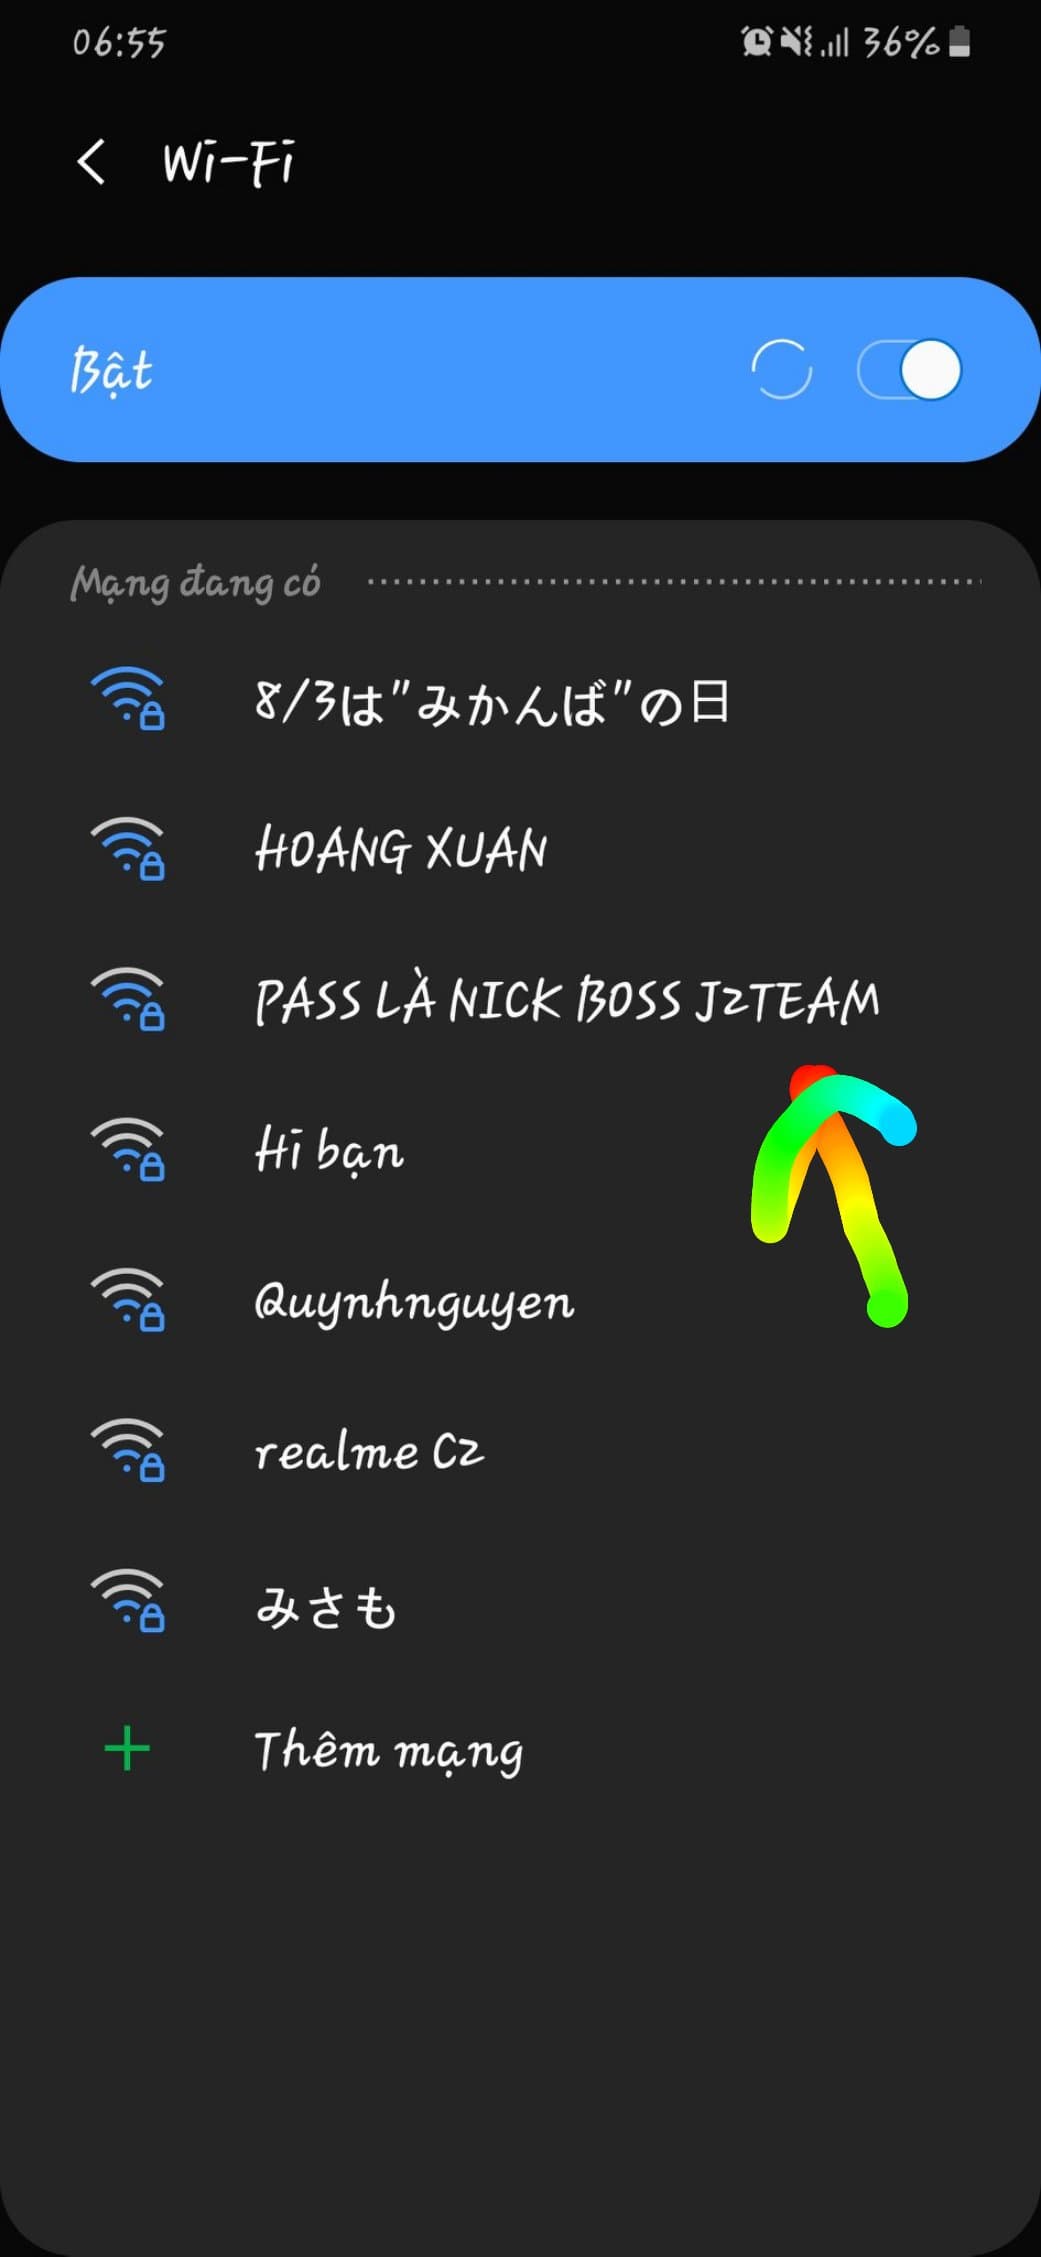 06:55 36%
Wi-Fi
Bật
Mạng đang có
8/3は"みかんば"の日
HOANG XUAN
PASS LÀ NICK BOSS J2TEAM
Hi bạn
Quynhnguyen
realme C2
みさも
Thêm mạng